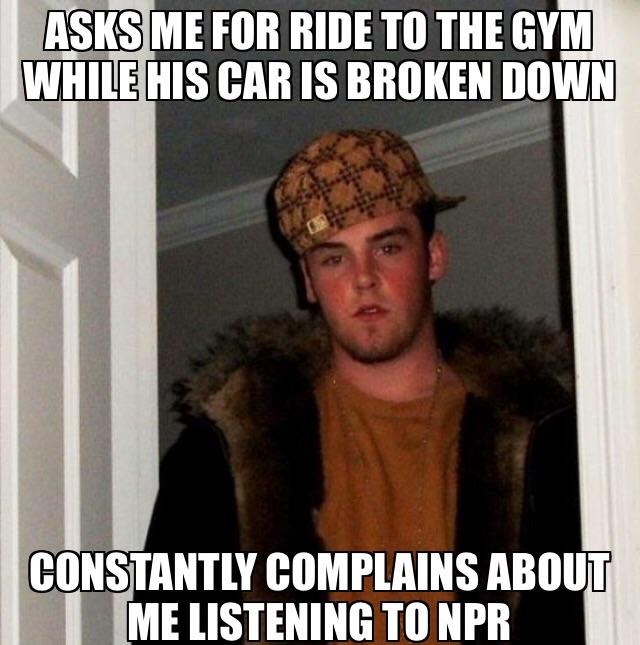 ASKS ME FOR RIDE TO THE GYM
WHILE HIS CAR IS BROKEN DOWN
CONSTANTLY COMPLAINS ABOUT
ME LISTENING TO NPR